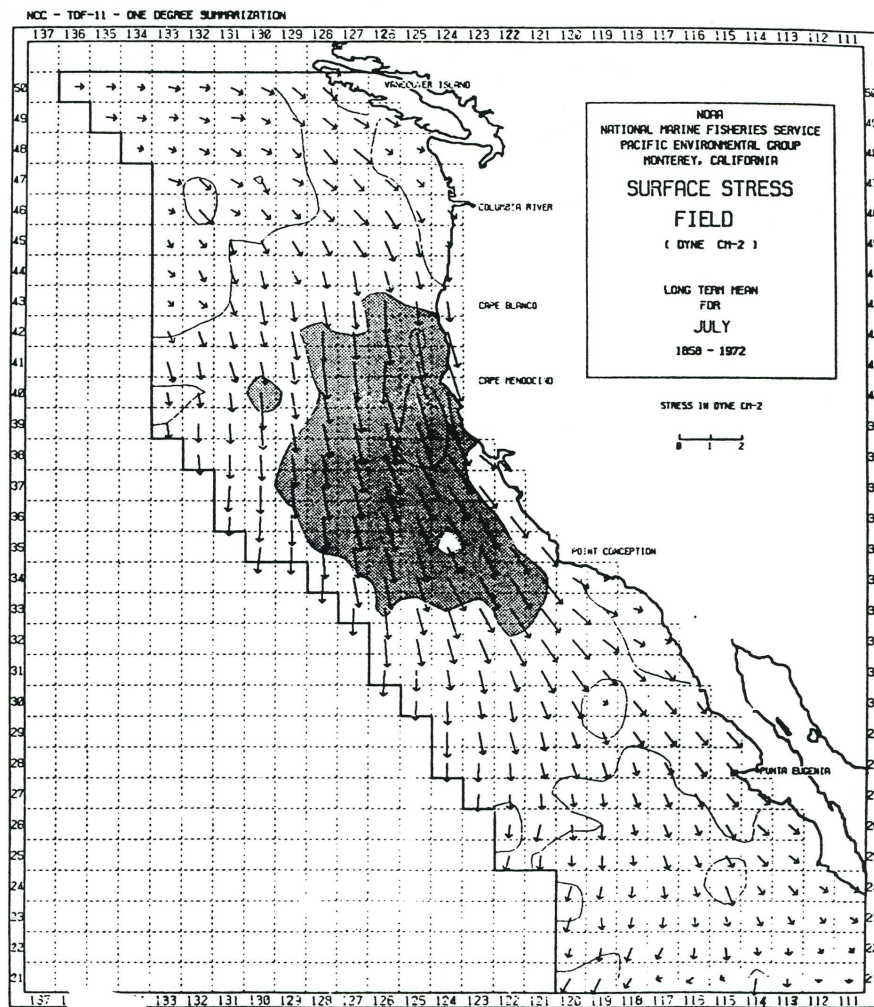 NCC - TDF-11 - ONE DEGREE SUMMARIZATION
137 136 135 134 133 132 131 130 129 128 127 126 125 124 123 122 121 120 119 118 117 116 115 114 113 112 111
VANCOUVER ISLAND
50
49
48
47
46
45
44
43
42
41
40
39
38
37
36
35
34
33
32
31
30
29
28
27
26
25
24
23
22
21
NOAA
NATIONAL MARINE FISHERIES SERVICE
PACIFIC ENVIRONMENTAL GROUP
MONTEREY, CALIFORNIA
SURFACE STRESS
FIELD
( DYNE CM-2 )
LONG TERM MEAN
FOR
JULY
1858 - 1972
COLUMBIA RIVER
CAPE BLANCO
CAPE MENDOCINO
STRESS IN DYNE CM-2
0 1 2
POINT CONCEPTION
PUNTA EUGENIA
137 133 132 131 130 129 128 127 126 125 124 123 122 121 120 119 118 117 116 115 114 113 112 111